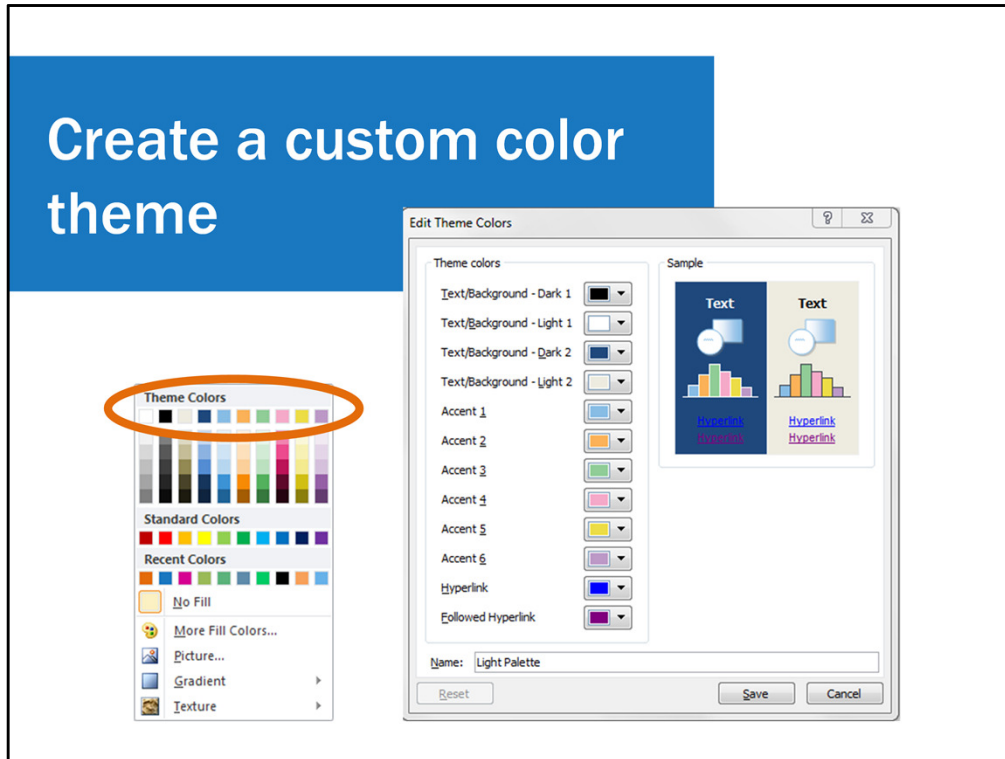 Create a custom color
theme
Theme Colors
Standard Colors
Recent Colors
No Fill
More Fill Colors...
Picture...
Gradient
Texture
Edit Theme Colors
Theme colors
Text/Background - Dark 1
Text/Background - Light 1
Text/Background - Dark 2
Text/Background - Light 2
Accent 1
Accent 2
Accent 3
Accent 4
Accent 5
Accent 6
Hyperlink
Followed Hyperlink
Sample
Text Text
Hyperlink Hyperlink
Hyperlink Hyperlink
Name: Light Palette
Reset Save Cancel